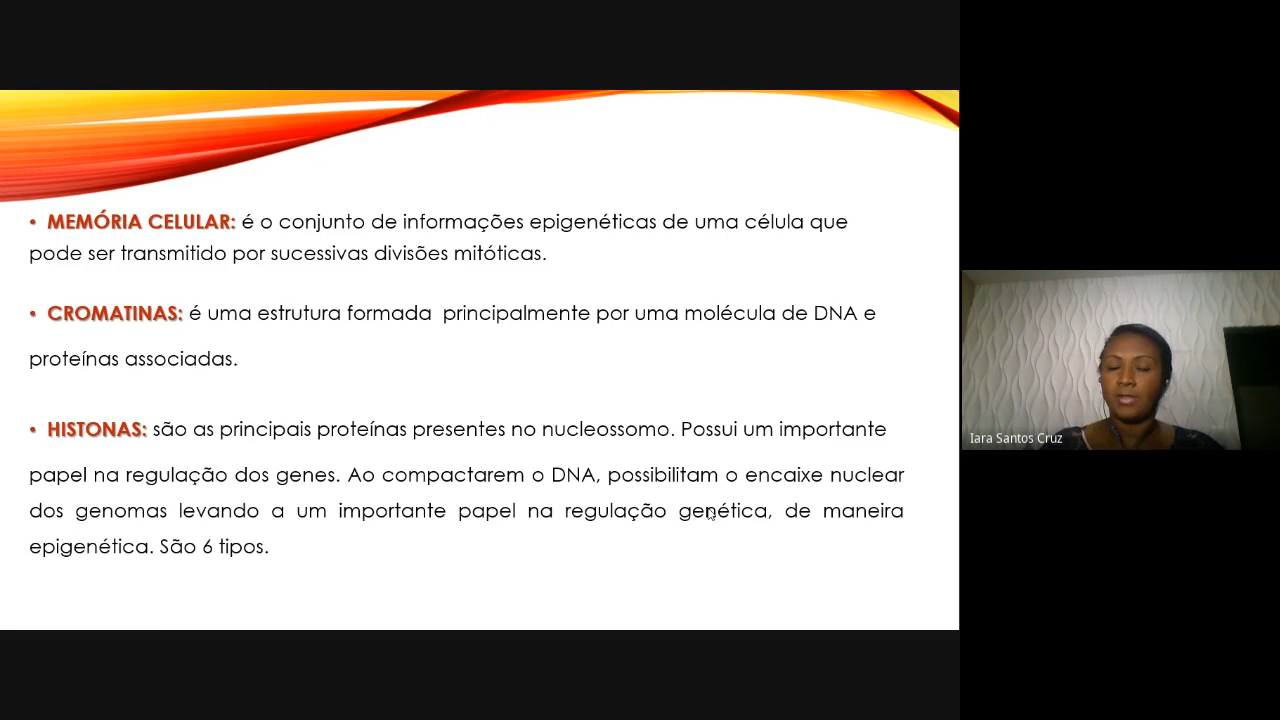 • MEMÓRIA CELULAR: é o conjunto de informações epigenéticas de uma célula que
pode ser transmitido por sucessivas divisões mitóticas.
• CROMATINAS: é uma estrutura formada principalmente por uma molécula de DNA e
proteínas associadas.
• HISTONAS: são as principais proteínas presentes no nucleossomo. Possui um importante
papel na regulação dos genes. Ao compactarem o DNA, possibilitam o encaixe nuclear
dos genomas levando a um importante papel na regulação genética, de maneira
epigenética. São 6 tipos.
Iara Santos Cruz